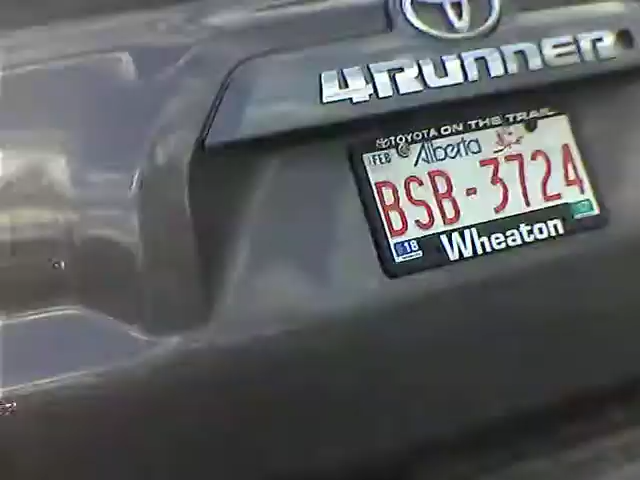 4RUNNER
TOYOTA ON THE TRAIL
FEB Alberta
BSB-3724
18 Wheaton